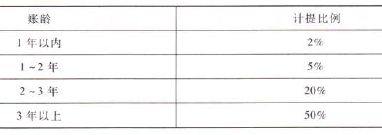 账龄 计提比例
1年以内 2%
1~2年 5%
2~3年 20%
3年以上 50%